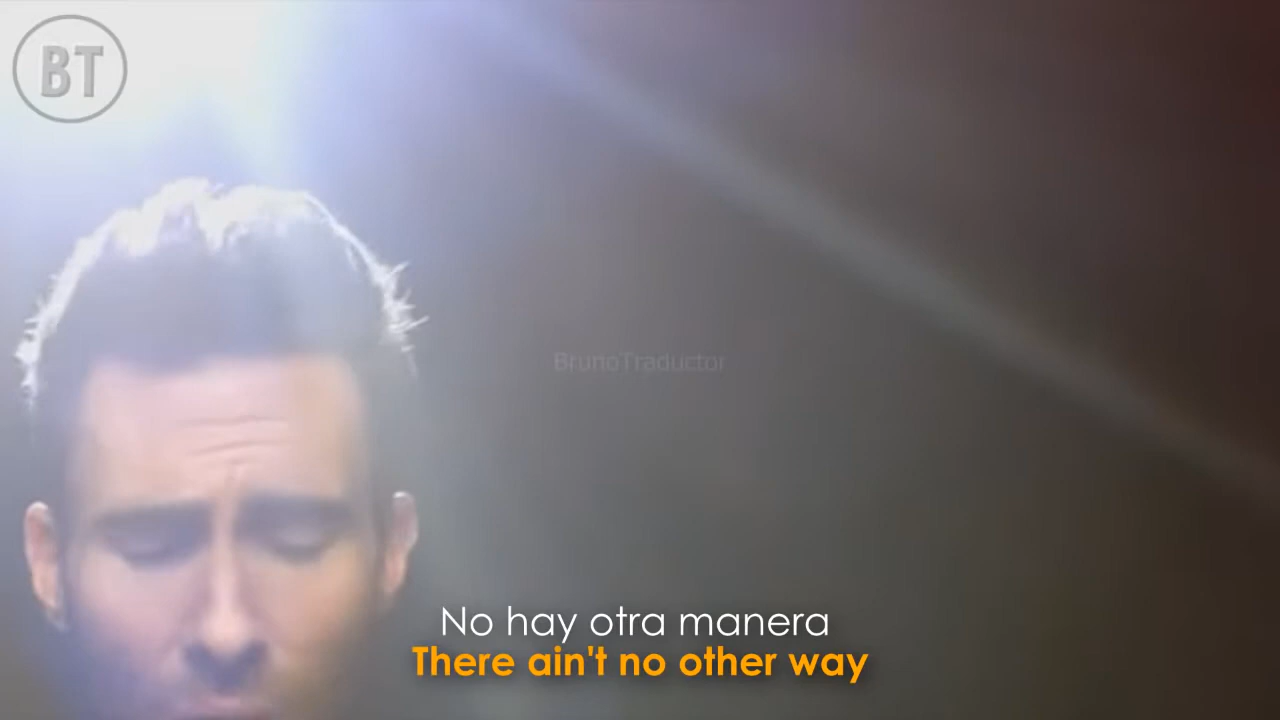 BT
BrunoTraductor
No hay otra manera
There ain't no other way